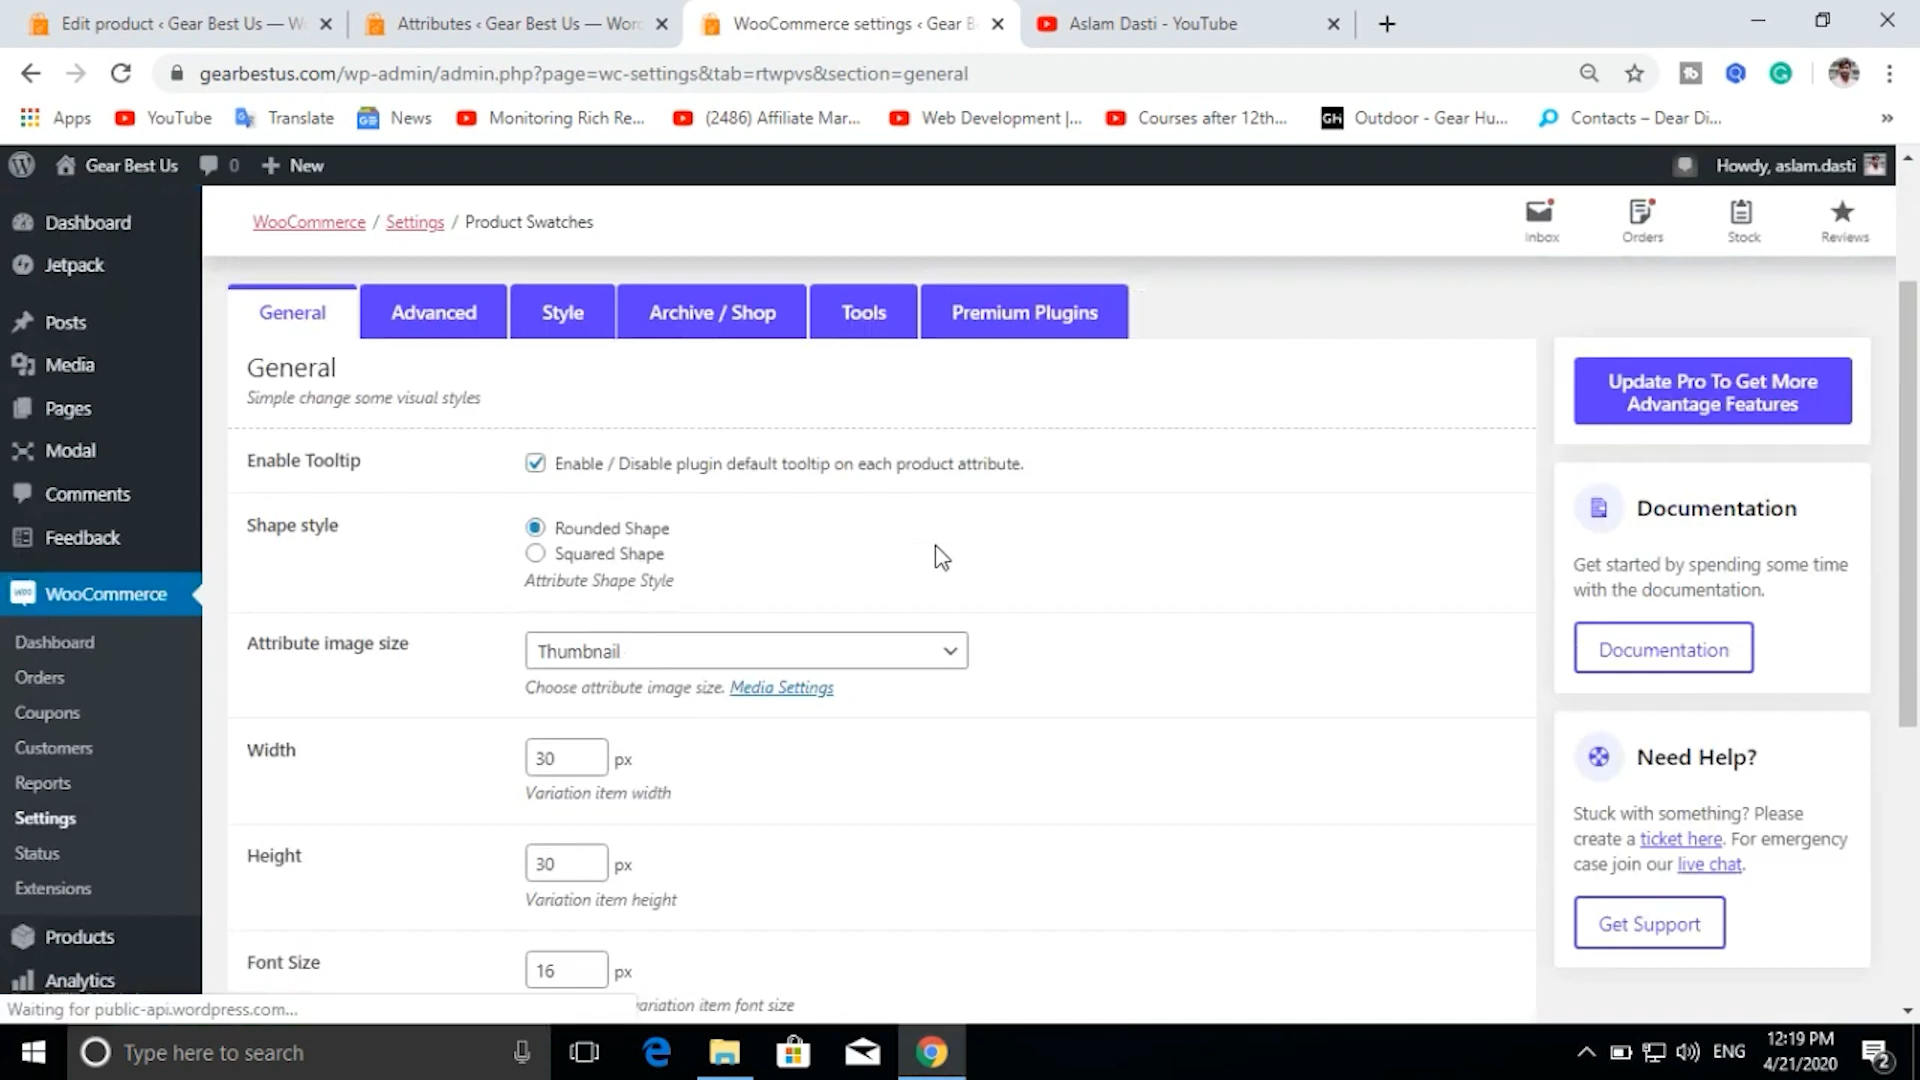 Edit product ‹ Gear Best Us — W
Attributes ‹ Gear Best Us — Wor
WooCommerce settings ‹ Gear B
Aslam Dasti - YouTube
gearbestus.com/wp-admin/admin.php?page=wc-settings&tab=rtwpvs&section=general
Apps
YouTube
Translate
News
Monitoring Rich Re...
(2486) Affiliate Mar...
Web Development |...
Courses after 12th...
GH
Outdoor - Gear Hu...
Contacts – Dear Di...
»
Gear Best Us
0
+ New
Howdy, aslam.dasti
Dashboard
Jetpack
Posts
Media
Pages
Modal
Comments
Feedback
WooCommerce
Dashboard
Orders
Coupons
Customers
Reports
Settings
Status
Extensions
Products
Analytics
WooCommerce / Settings / Product Swatches
Inbox
Orders
Stock
Reviews
General
Advanced
Style
Archive / Shop
Tools
Premium Plugins
General
Simple change some visual styles
Enable Tooltip
Enable / Disable plugin default tooltip on each product attribute.
Shape style
Rounded Shape
Squared Shape
Attribute Shape Style
Attribute image size
Thumbnail
Choose attribute image size. Media Settings
Width
30 px
Variation item width
Height
30 px
Variation item height
Font Size
16 px
variation item font size
Update Pro To Get More
Advantage Features
Documentation
Get started by spending some time
with the documentation.
Documentation
Need Help?
Stuck with something? Please
create a ticket here. For emergency
case join our live chat.
Get Support
Waiting for public-api.wordpress.com...
Type here to search
ENG
12:19 PM
4/21/2020
2